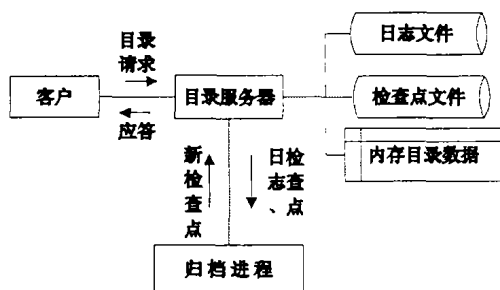 目录
请求
客户
目录服务器
应答
日志文件
检查点文件
内存目录数据
新检查点
日志、
检查点
归档进程